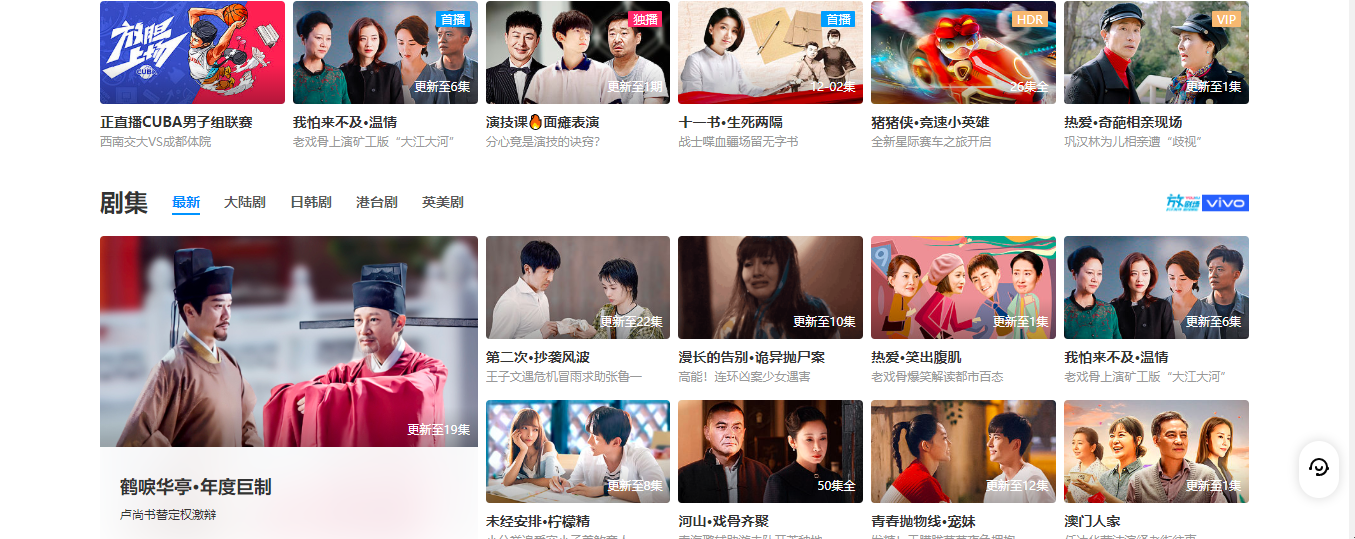 放胆
上场
CUBA
首播
更新至6集
独播
更新至1期
首播
12-02集
HDR
26集全
VIP
更新至1集
正直播CUBA男子组联赛
西南交大VS成都体院
我怕来不及•温情
老戏骨上演矿工版“大江大河”
演技课🔥面瘫表演
分心竟是演技的诀窍？
十一书•生死两隔
战士喋血疆场留无字书
猪猪侠•竞速小英雄
全新星际赛车之旅开启
热爱•奇葩相亲现场
巩汉林为儿相亲遭“歧视”
剧集
最新
大陆剧
日韩剧
港台剧
英美剧
放
剧场
vivo
更新至19集
鹤唳华亭•年度巨制
卢尚书替定权激辩
更新至22集
更新至10集
9
更新至1集
更新至6集
第二次•抄袭风波
王子文遇危机冒雨求助张鲁一
漫长的告别•诡异抛尸案
高能！连环凶案少女遇害
热爱•笑出腹肌
老戏骨爆笑解读都市百态
我怕来不及•温情
老戏骨上演矿工版“大江大河”
更新至8集
50集全
更新至12集
更新至1集
未经安排•柠檬精
河山•戏骨齐聚
青春抛物线•宠妹
澳门人家